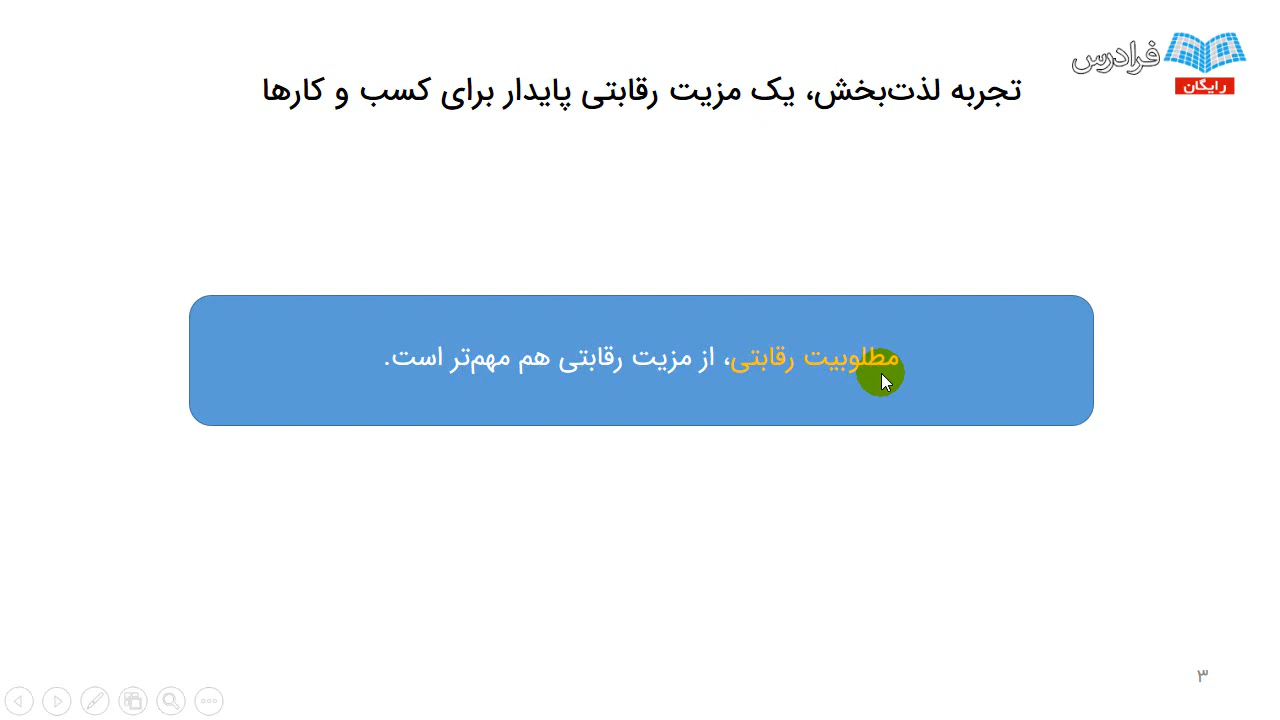 فرادرس
رایگان
تجربه لذت‌بخش، یک مزیت رقابتی پایدار برای کسب و کارها
مطلوبیت رقابتی، از مزیت رقابتی هم مهم‌تر است.
۳